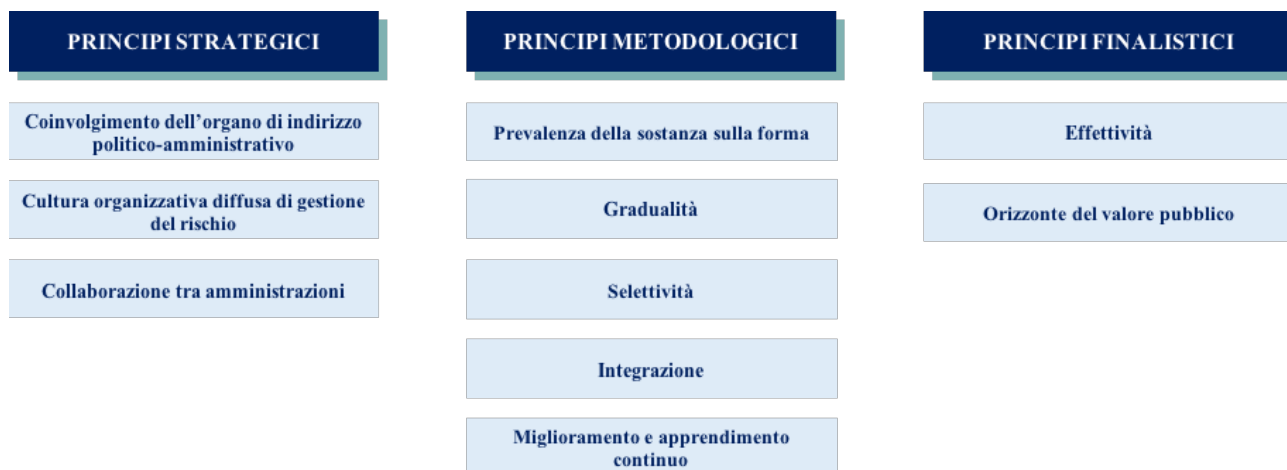 PRINCIPI STRATEGICI
Coinvolgimento dell’organo di indirizzo
politico-amministrativo
Cultura organizzativa diffusa di gestione
del rischio
Collaborazione tra amministrazioni
PRINCIPI METODOLOGICI
Prevalenza della sostanza sulla forma
Gradualità
Selettività
Integrazione
Miglioramento e apprendimento
continuo
PRINCIPI FINALISTICI
Effettività
Orizzonte del valore pubblico